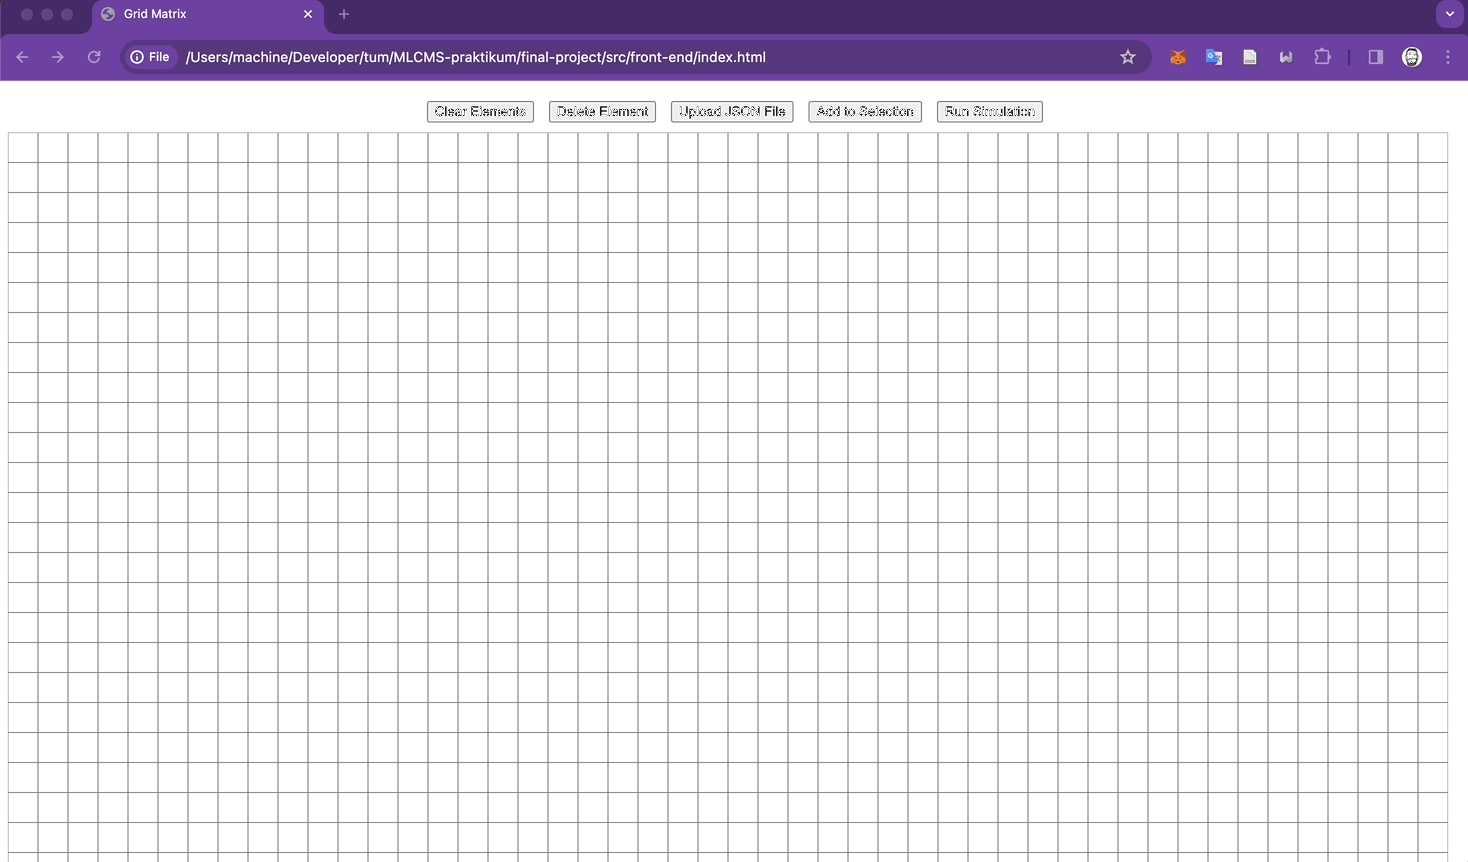 Grid Matrix
File /Users/machine/Developer/tum/MLCMS-praktikum/final-project/src/front-end/index.html
Clear Elements Delete Element Upload JSON File Add to Selection Run Simulation